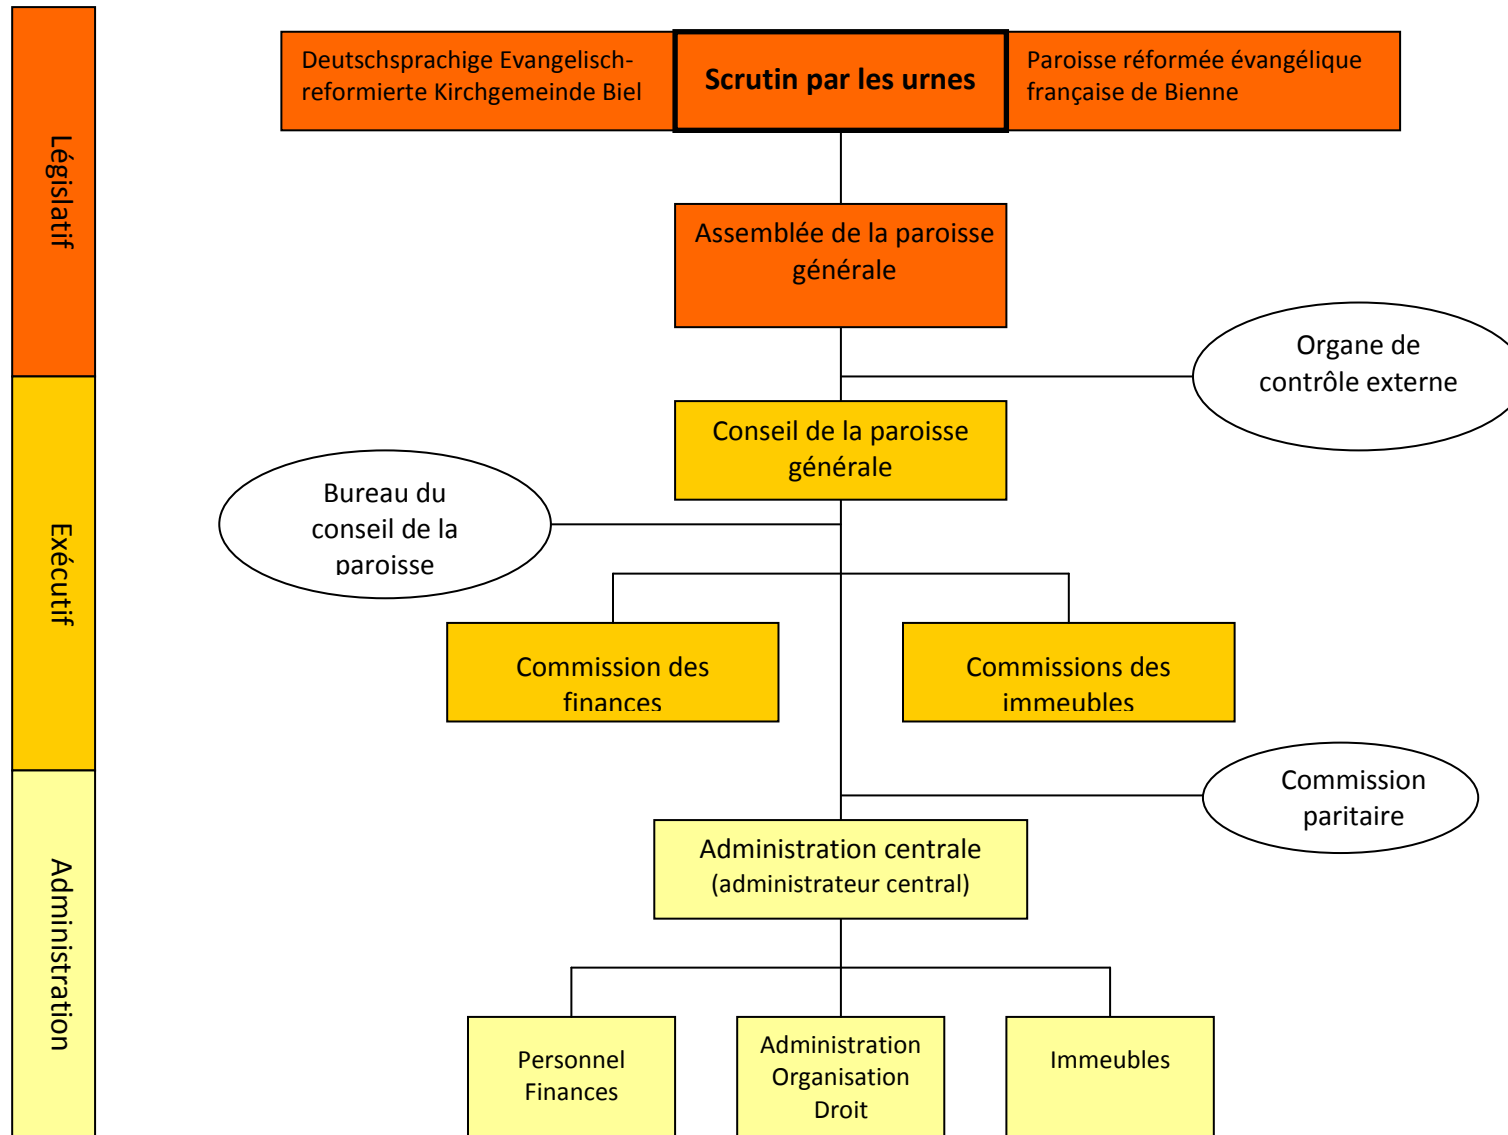 Législatif
Deutschsprachige Evangelisch-
reformierte Kirchgemeinde Biel
Scrutin par les urnes
Paroisse réformée évangélique
française de Bienne
Assemblée de la paroisse
générale
Organe de
contrôle externe
Exécutif
Conseil de la paroisse
générale
Bureau du
conseil de la
paroisse
Commission des
finances
Commissions des
immeubles
Commission
paritaire
Administration
Administration centrale
(administrateur central)
Personnel
Finances
Administration
Organisation
Droit
Immeubles